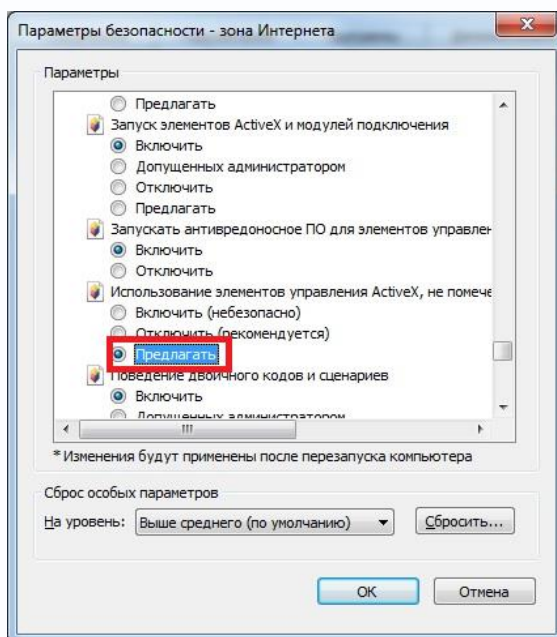 Параметры безопасности - зона Интернета
Параметры
Предлагать
Запуск элементов ActiveX и модулей подключения
Включить
Допущенных администратором
Отключить
Предлагать
Запускать антивредоносное ПО для элементов управлен
Включить
Отключить
Использование элементов управления ActiveX, не помече
Включить (небезопасно)
Отключить (рекомендуется)
Предлагать
Поведение двоичного кодов и сценариев
Включить
Допущенных администратором
* Изменения будут применены после перезапуска компьютера
Сброс особых параметров
На уровень: Выше среднего (по умолчанию) Сбросить...
ОК Отмена